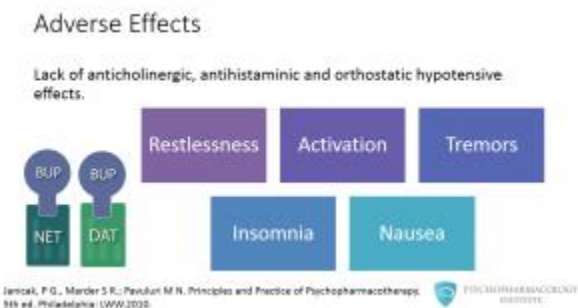 Adverse Effects
Lack of anticholinergic, antihistaminic and orthostatic hypotensive
effects.
Restlessness
Activation
Tremors
BUP
BUP
NET
DAT
Insomnia
Nausea
Janicak, P G., Marder S R.; Pavuluri M N. Principles and Practice of Psychopharmacotherapy.
5th ed. Philadelphia: LWW.2010.
PSYCHOPHARMACOLOGY
INSTITUTE